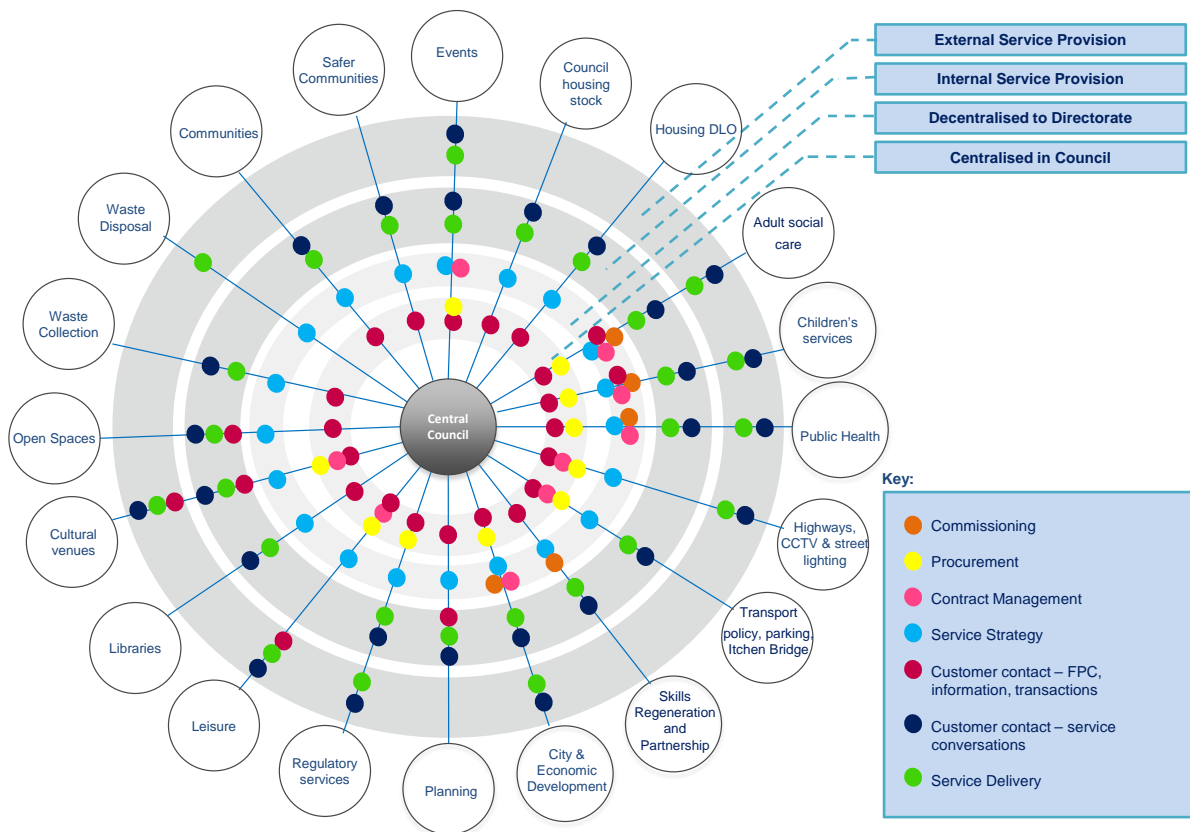 External Service Provision
Internal Service Provision
Decentralised to Directorate
Centralised in Council
Events
Safer
Communities
Council
housing
stock
Communities
Housing DLO
Waste
Disposal
Adult social
care
Waste
Collection
Children’s
services
Central
Council
Open Spaces
Public Health
Cultural
venues
Highways,
CCTV & street
lighting
Libraries
Transport
policy, parking,
Itchen Bridge
Leisure
Skills
Regeneration
and
Partnership
Regulatory
services
Planning
City &
Economic
Development
Key:
Commissioning
Procurement
Contract Management
Service Strategy
Customer contact – FPC,
information, transactions
Customer contact – service
conversations
Service Delivery